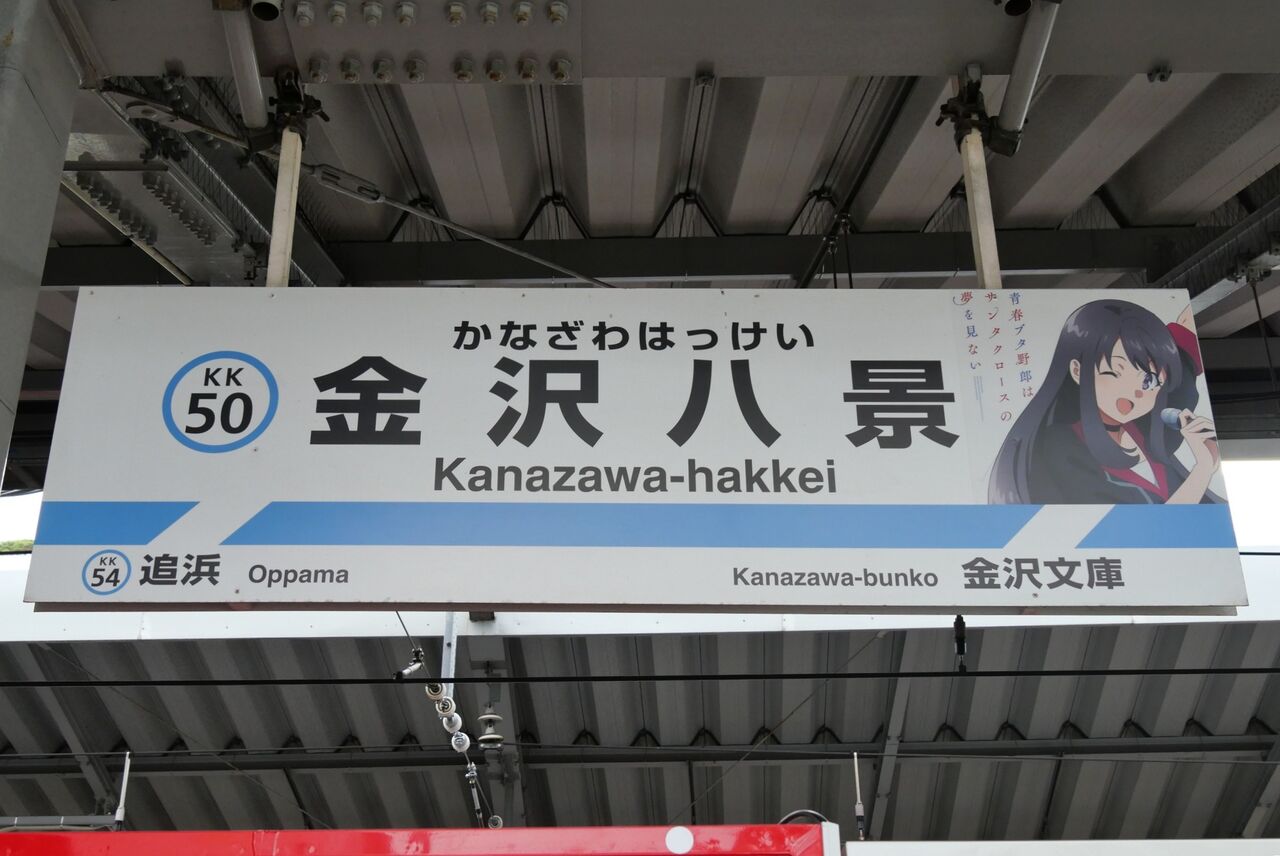 かなざわはっけい
KK
50
金沢八景
Kanazawa-hakkei
青春ブタ野郎は
サンタクロースの
夢を見ない
KK
54
追浜 Oppama
Kanazawa-bunko 金沢文庫